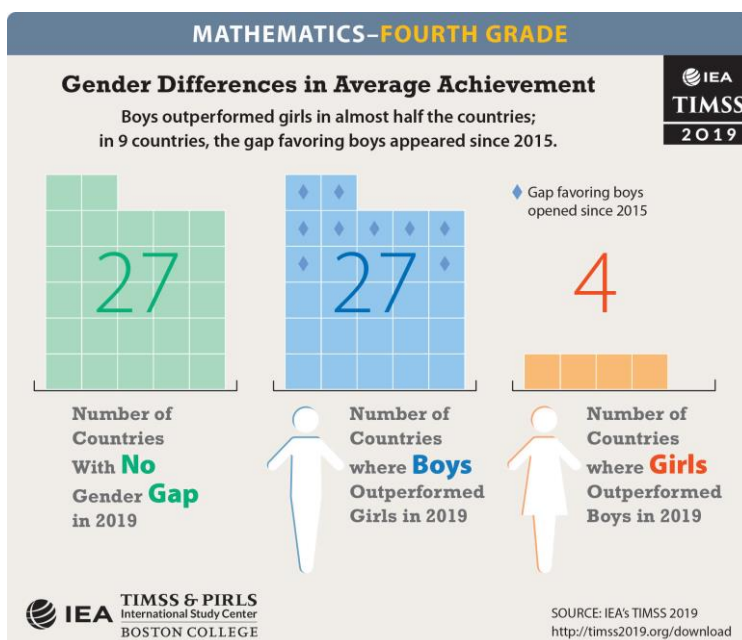 MATHEMATICS–FOURTH GRADE
Gender Differences in Average Achievement
Boys outperformed girls in almost half the countries;
in 9 countries, the gap favoring boys appeared since 2015.
IEA
TIMSS
2019
Gap favoring boys
opened since 2015
27
27
4
Number of
Countries
With No
Gender Gap
in 2019
Number of
Countries
where Boys
Outperformed
Girls in 2019
Number of
Countries
where Girls
Outperformed
Boys in 2019
IEA
TIMSS & PIRLS
International Study Center
BOSTON COLLEGE
SOURCE: IEA's TIMSS 2019
http://timss2019.org/download